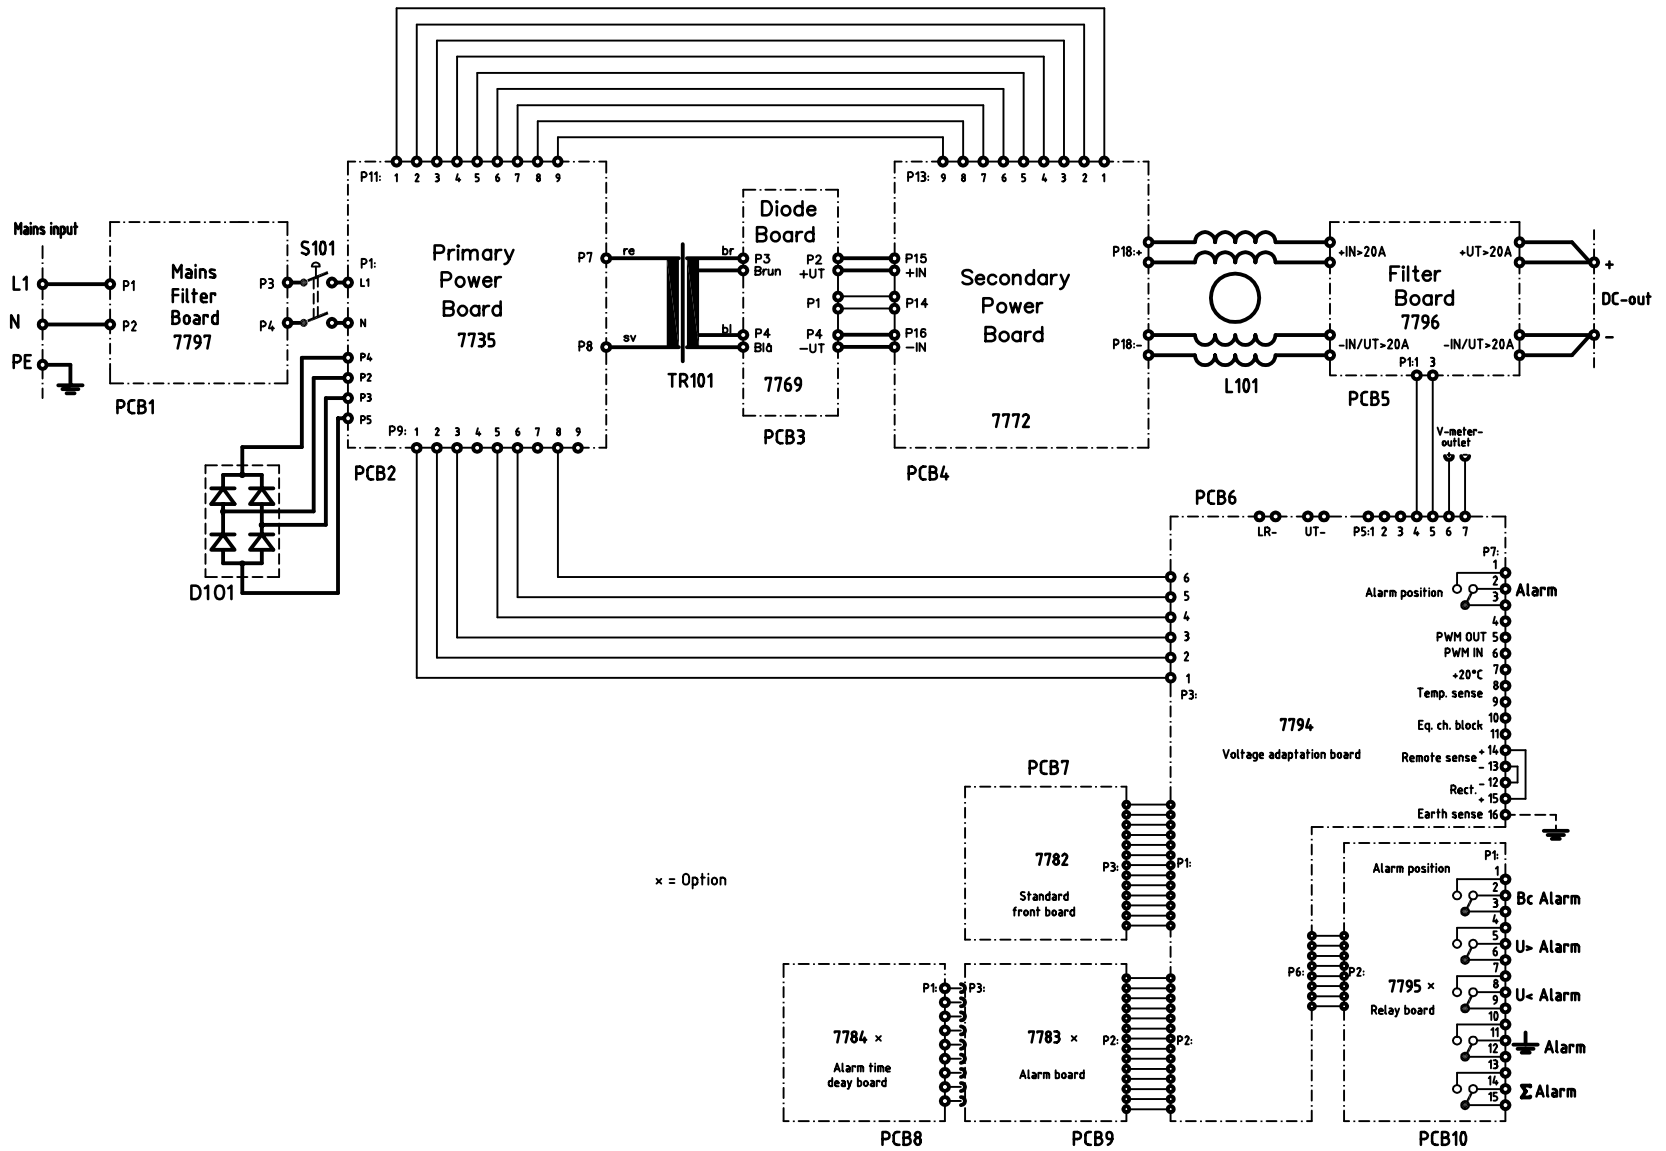 P11:
1 2 3 4 5 6 7 8 9
P13:
9 8 7 6 5 4 3 2 1
Mains input
L1
N
PE
P1
P2
Mains
Filter
Board
7797
P3
P4
PCB1
S101
P1:
L1
N
P4
P2
P3
P5
Primary
Power
Board
7735
P7
P8
P9: 1 2 3 4 5 6 7 8 9
PCB2
D101
re
sv
br
bl
TR101
Diode
Board
P3
Brun
P4
Blå
P2
+UT
P1
P4
-UT
7769
PCB3
P15
+IN
P14
P16
-IN
Secondary
Power
Board
7772
P18:+
P18:-
PCB4
L101
+IN>20A
+UT>20A
Filter
Board
7796
-IN/UT>20A
-IN/UT>20A
P1:1 3
PCB5
+
DC-out
-
V-meter-
outlet
PCB6
LR-
UT-
P5:1 2 3 4 5 6 7
6
5
4
3
2
1
P3:
7794
Voltage adaptation board
P7:
1
2
3
Alarm position
Alarm
4
PWM OUT 5
PWM IN 6
+20°C
7
Temp. sense
8
9
Eq. ch. block
10
11
Remote sense
+ 14
- 13
Rect.
- 12
+ 15
Earth sense 16
PCB7
7782
Standard
front board
P3:
P1:
× = Option
P1:
7784 ×
Alarm time
deay board
PCB8
P3:
7783 ×
Alarm board
P2:
P2:
PCB9
P6:
P2:
7795 ×
Relay board
Alarm position
P1:
1
2
3
Bc Alarm
4
5
6
U> Alarm
7
8
9
U< Alarm
10
11
12
Alarm
13
14
15
Σ Alarm
PCB10